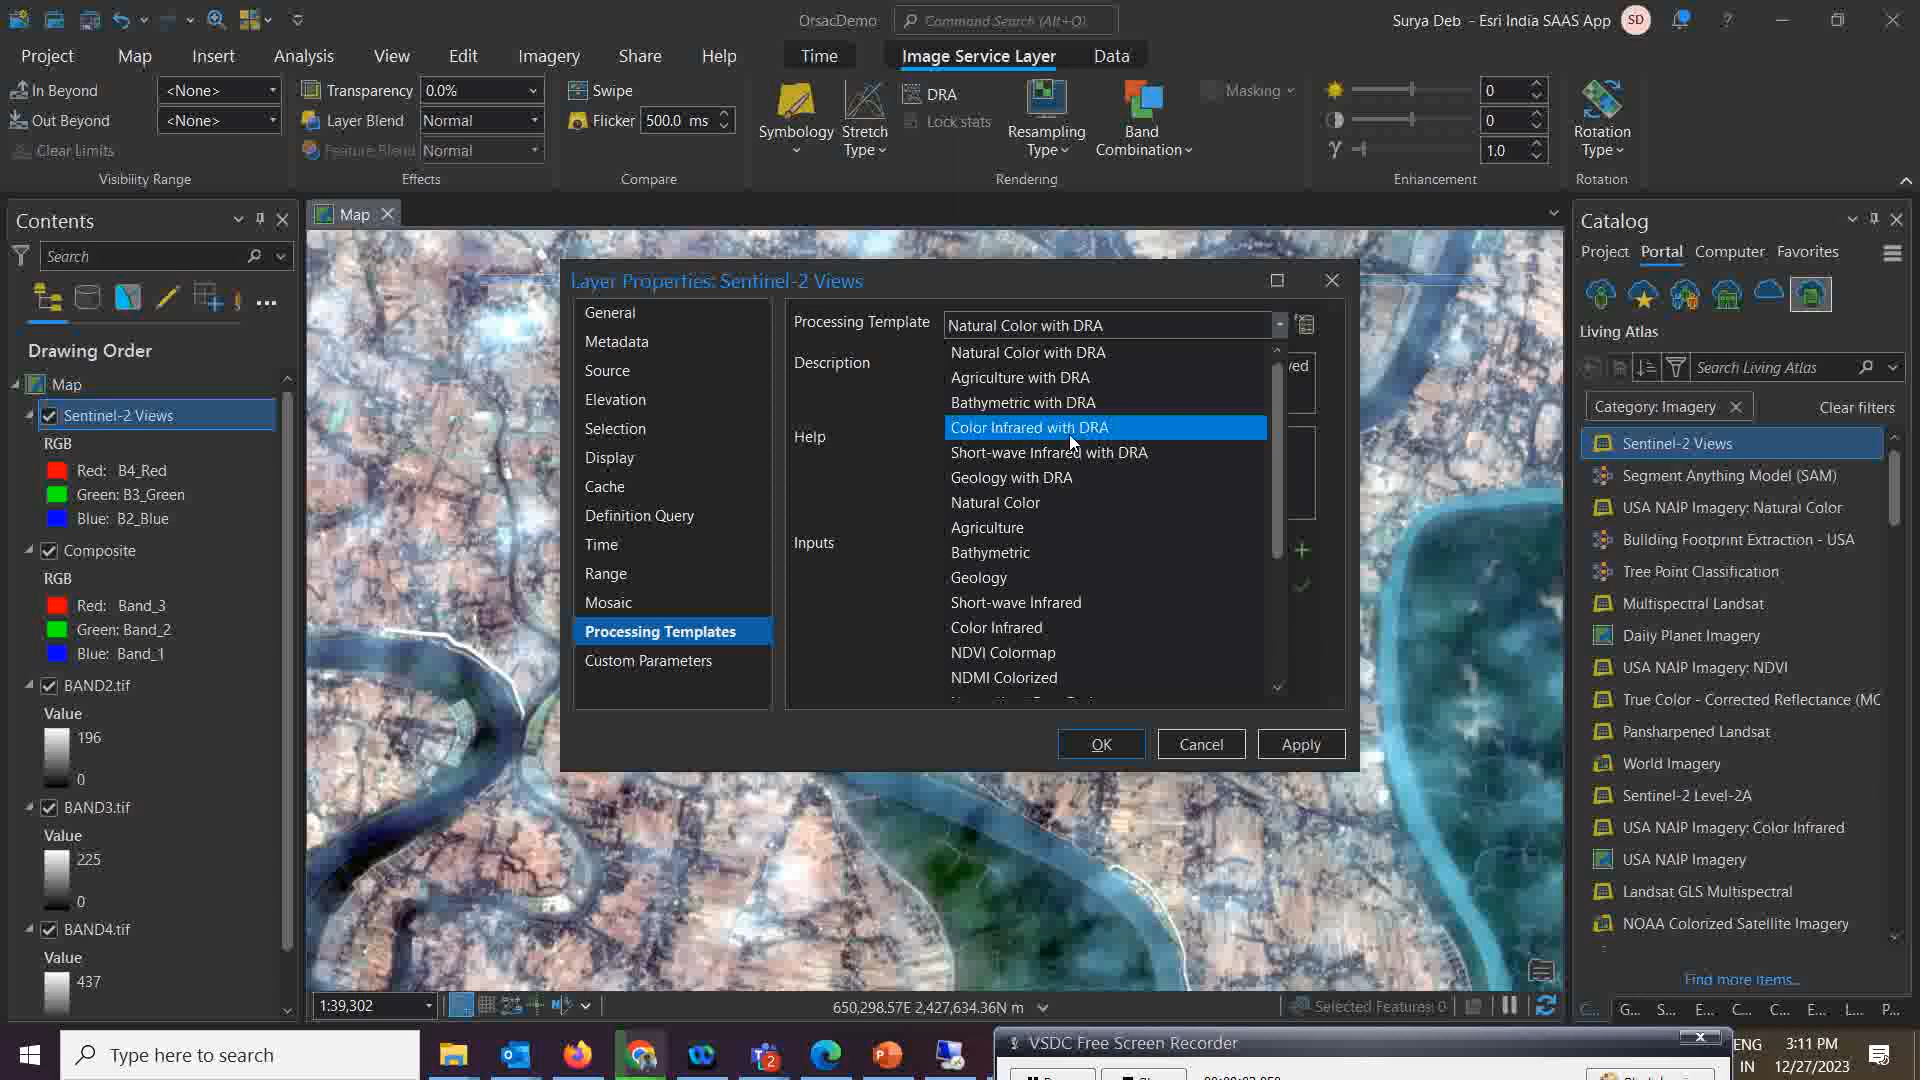 OrsacDemo
Command Search (Alt+Q)
Surya Deb - Esri India SAAS App
SD
?
Project
Map
Insert
Analysis
View
Edit
Imagery
Share
Help
Time
Image Service Layer
Data
In Beyond
<None>
Out Beyond
<None>
Clear Limits
Visibility Range
Transparency
0.0%
Layer Blend
Normal
Feature Blend
Normal
Effects
Swipe
Flicker
500.0 ms
Compare
Symbology
Stretch
Type
DRA
Lock stats
Resampling
Type
Band
Combination
Rendering
Masking
0
0
1.0
Enhancement
Rotation
Type
Rotation
Contents
Search
Drawing Order
Map
Sentinel-2 Views
RGB
Red: B4_Red
Green: B3_Green
Blue: B2_Blue
Composite
RGB
Red: Band_3
Green: Band_2
Blue: Band_1
BAND2.tif
Value
196
0
BAND3.tif
Value
225
0
BAND4.tif
Value
437
Map
Layer Properties: Sentinel-2 Views
General
Metadata
Source
Elevation
Selection
Display
Cache
Definition Query
Time
Range
Mosaic
Processing Templates
Custom Parameters
Processing Template
Natural Color with DRA
Description
Help
Inputs
Natural Color with DRA
Agriculture with DRA
Bathymetric with DRA
Color Infrared with DRA
Short-wave Infrared with DRA
Geology with DRA
Natural Color
Agriculture
Bathymetric
Geology
Short-wave Infrared
Color Infrared
NDVI Colormap
NDMI Colorized
OK
Cancel
Apply
1:39,302
650,298.57E 2,427,634.36N m
Selected Features: 0
Catalog
Project
Portal
Computer
Favorites
Living Atlas
Search Living Atlas
Category: Imagery
Clear filters
Sentinel-2 Views
Segment Anything Model (SAM)
USA NAIP Imagery: Natural Color
Building Footprint Extraction - USA
Tree Point Classification
Multispectral Landsat
Daily Planet Imagery
USA NAIP Imagery: NDVI
True Color - Corrected Reflectance (MC
Pansharpened Landsat
World Imagery
Sentinel-2 Level-2A
USA NAIP Imagery: Color Infrared
USA NAIP Imagery
Landsat GLS Multispectral
NOAA Colorized Satellite Imagery
Find more items...
C... G... S... E... C... C... E... L... P...
Type here to search
2
VSDC Free Screen Recorder
ENG
IN
3:11 PM
12/27/2023